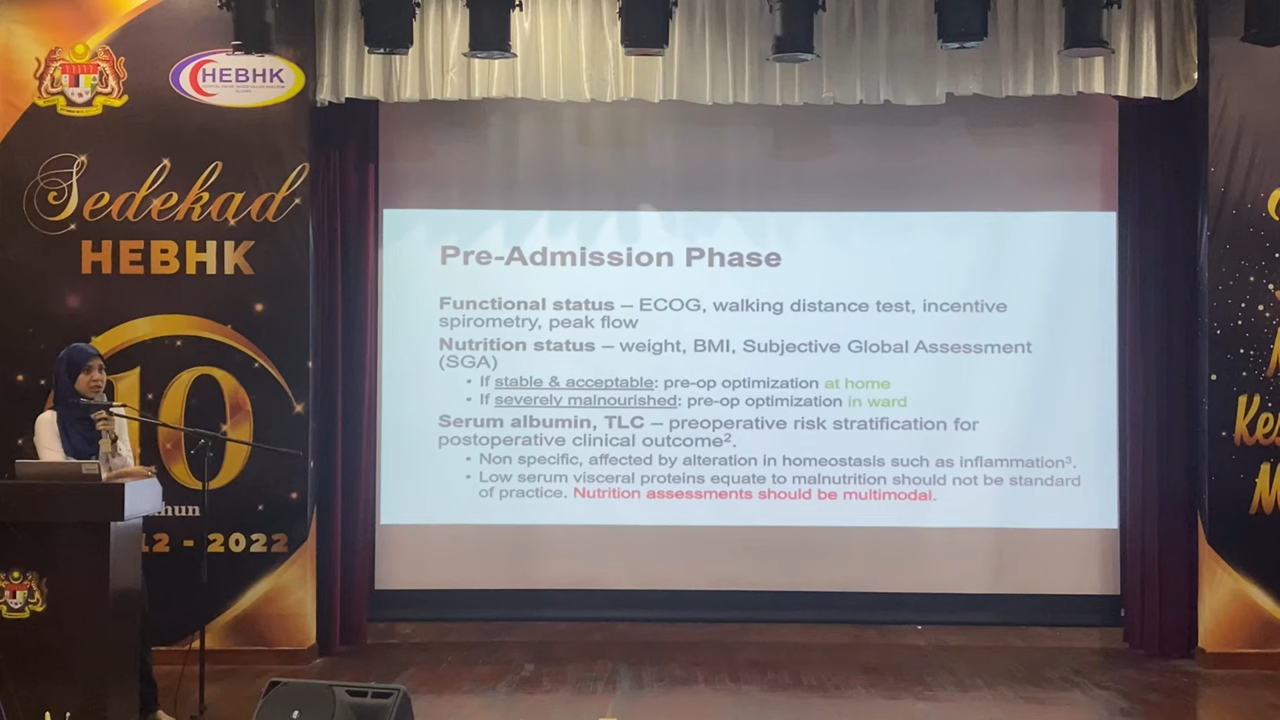 HEBHK
Sedekad
HEBHK
10
hun
12 - 2022
Pre-Admission Phase
Functional status – ECOG, walking distance test, incentive
spirometry, peak flow
Nutrition status – weight, BMI, Subjective Global Assessment
(SGA)
• If stable & acceptable: pre-op optimization at home
• If severely malnourished: pre-op optimization in ward
Serum albumin, TLC – preoperative risk stratification for
postoperative clinical outcome².
• Non specific, affected by alteration in homeostasis such as inflammation³.
• Low serum visceral proteins equate to malnutrition should not be standard
of practice. Nutrition assessments should be multimodal.